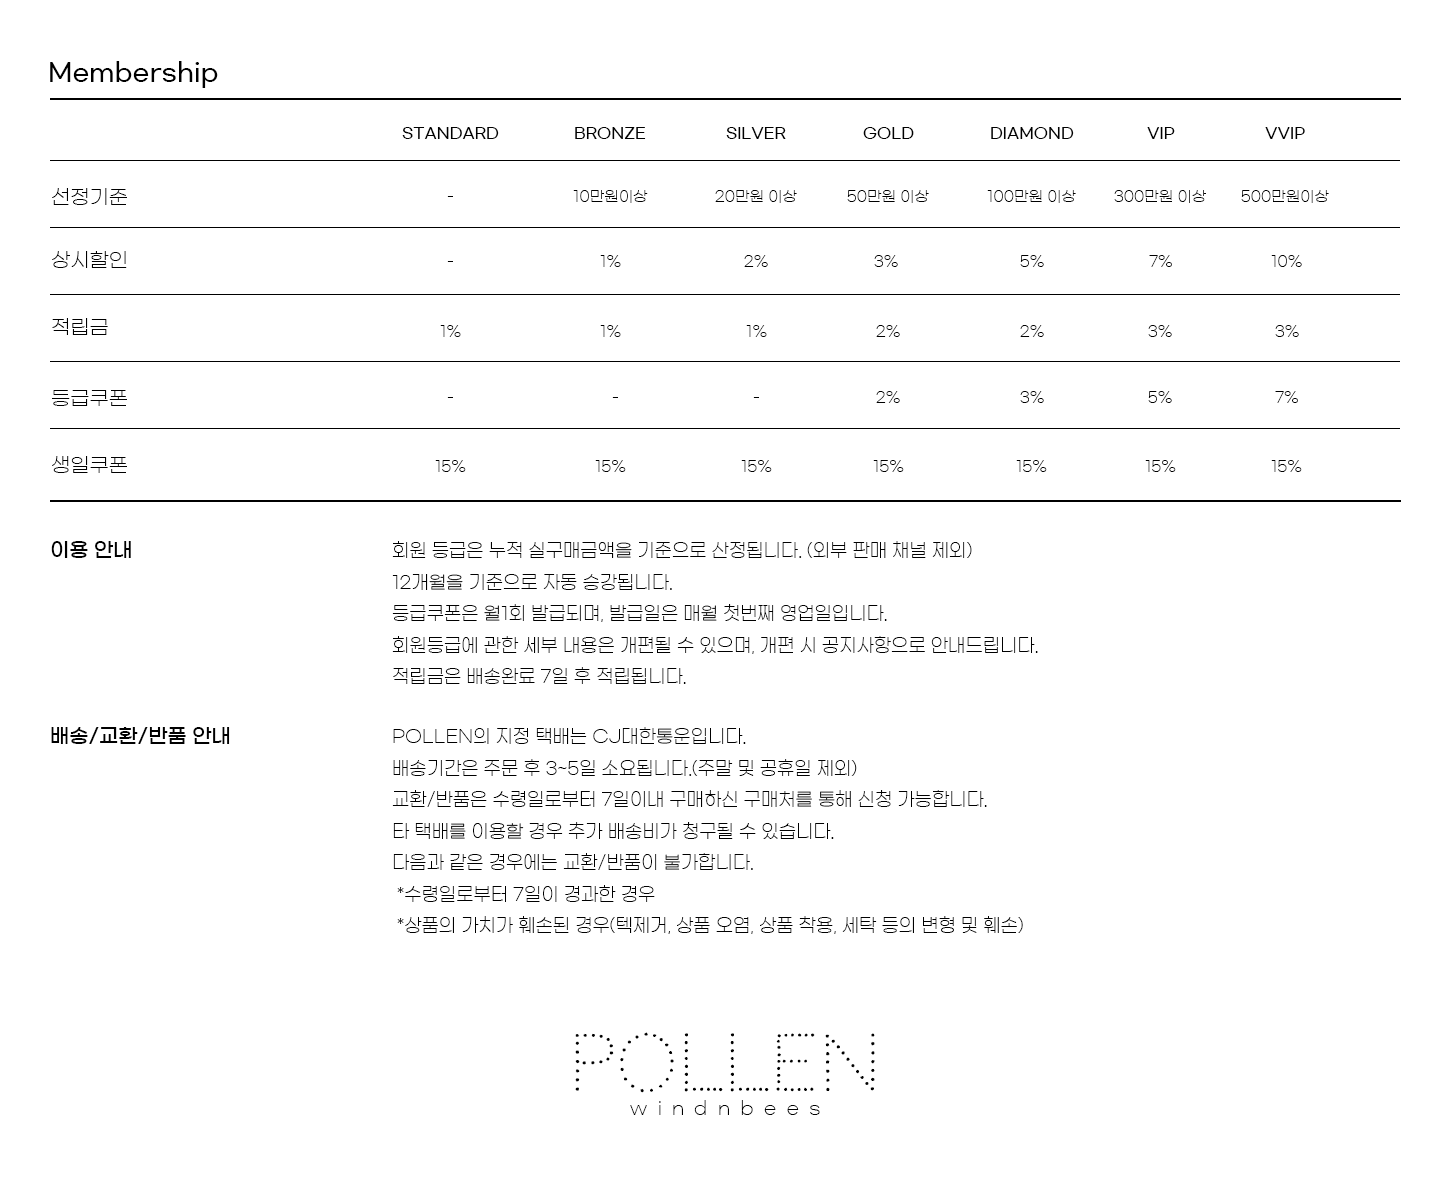 Membership
STANDARD BRONZE SILVER GOLD DIAMOND VIP VVIP
선정기준 - 10만원이상 20만원 이상 50만원 이상 100만원 이상 300만원 이상 500만원이상
상시할인 - 1% 2% 3% 5% 7% 10%
적립금 1% 1% 1% 2% 2% 3% 3%
등급쿠폰 - - - 2% 3% 5% 7%
생일쿠폰 15% 15% 15% 15% 15% 15% 15%
이용 안내 회원 등급은 누적 실구매금액을 기준으로 산정됩니다. (외부 판매 채널 제외)
12개월을 기준으로 자동 승강됩니다.
등급쿠폰은 월1회 발급되며, 발급일은 매월 첫번째 영업일입니다.
회원등급에 관한 세부 내용은 개편될 수 있으며, 개편 시 공지사항으로 안내드립니다.
적립금은 배송완료 7일 후 적립됩니다.
배송/교환/반품 안내 POLLEN의 지정 택배는 CJ대한통운입니다.
배송기간은 주문 후 3~5일 소요됩니다.(주말 및 공휴일 제외)
교환/반품은 수령일로부터 7일이내 구매하신 구매처를 통해 신청 가능합니다.
타 택배를 이용할 경우 추가 배송비가 청구될 수 있습니다.
다음과 같은 경우에는 교환/반품이 불가합니다.
*수령일로부터 7일이 경과한 경우
*상품의 가치가 훼손된 경우(텍제거, 상품 오염, 상품 착용, 세탁 등의 변형 및 훼손)
POLLEN
windnbees